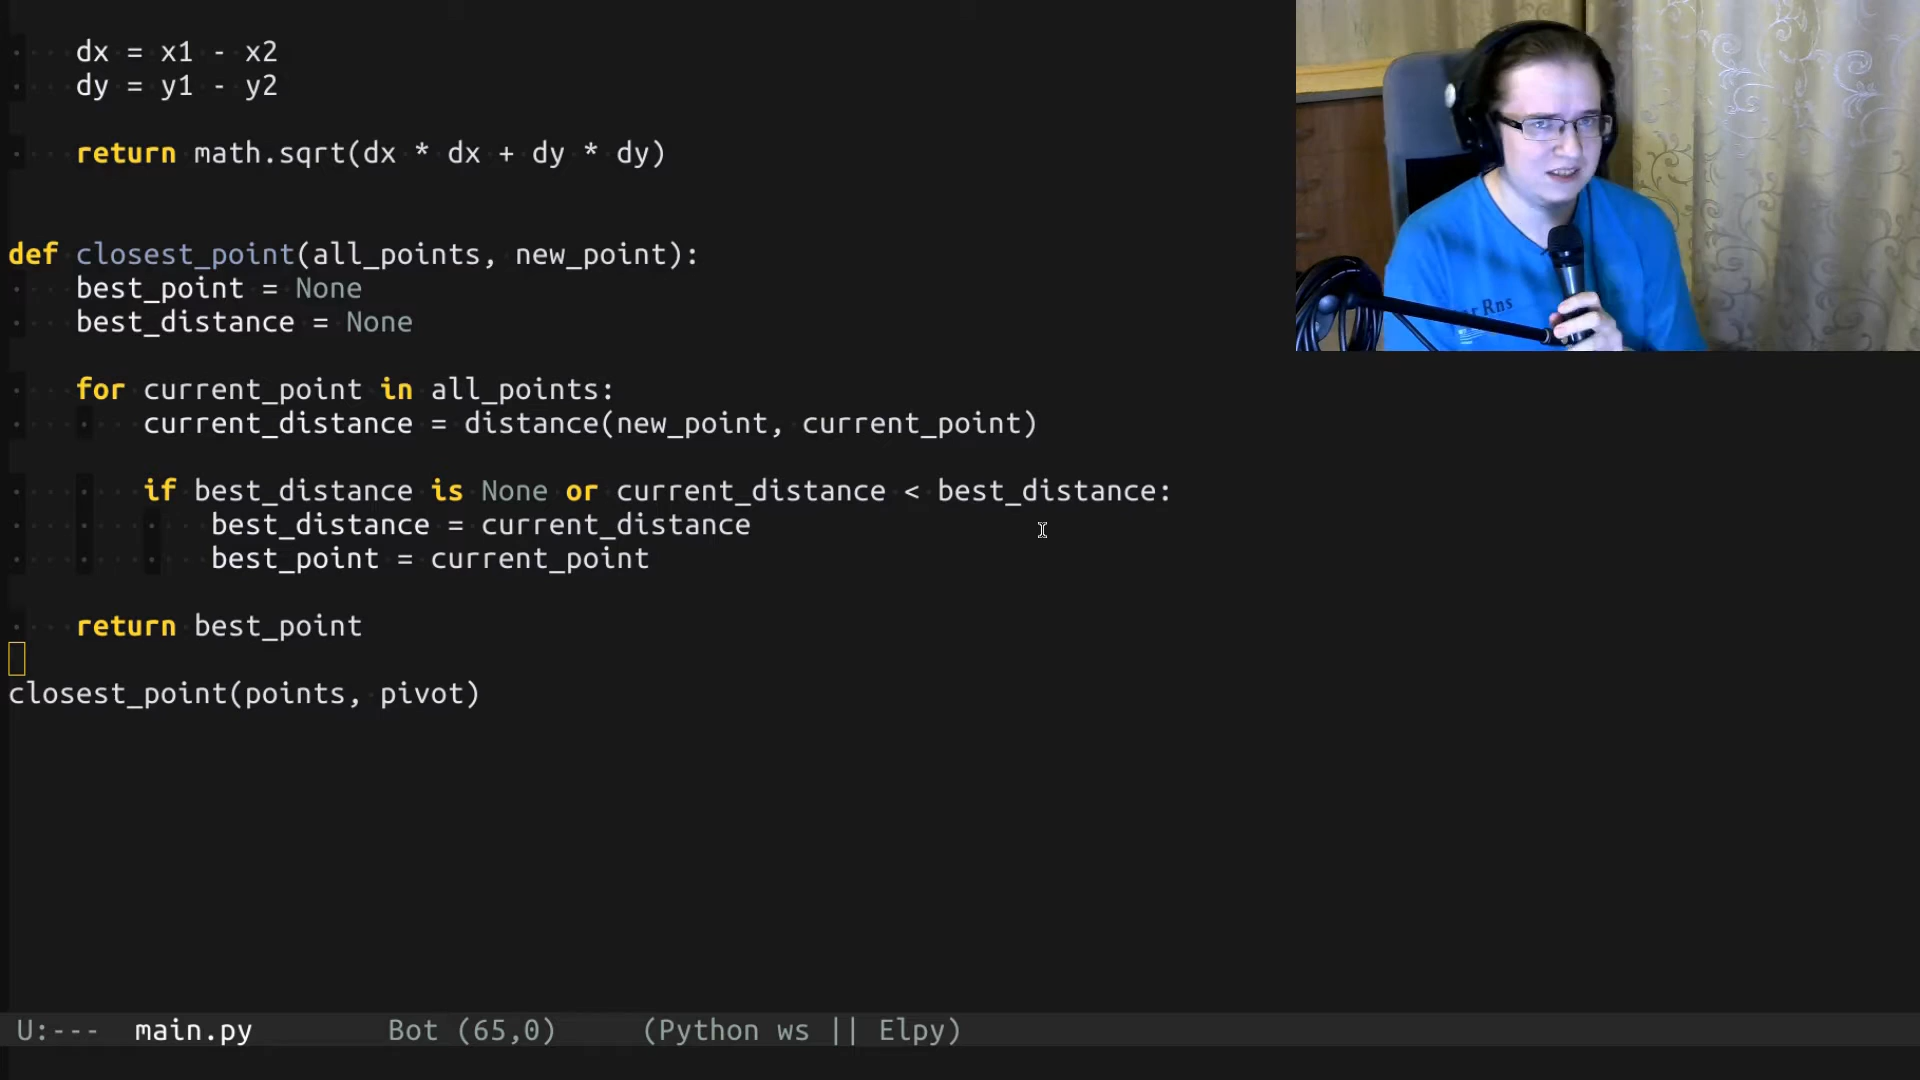 dx = x1 - x2
dy = y1 - y2
return math.sqrt(dx * dx + dy * dy)
def closest_point(all_points, new_point):
best_point = None
best_distance = None
for current_point in all_points:
current_distance = distance(new_point, current_point)
if best_distance is None or current_distance < best_distance:
best_distance = current_distance
best_point = current_point
return best_point
closest_point(points, pivot)
U:--- main.py Bot (65,0) (Python ws || Elpy)